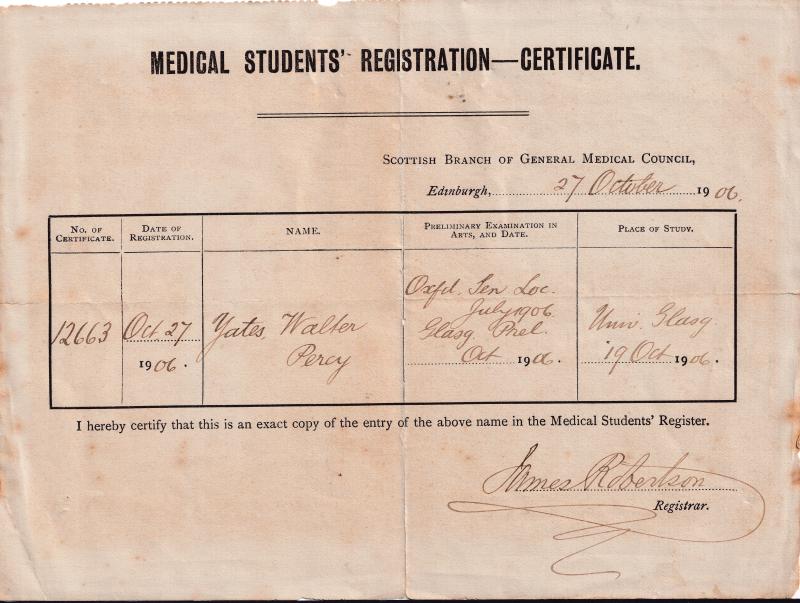 MEDICAL STUDENTS' REGISTRATION—CERTIFICATE.
SCOTTISH BRANCH OF GENERAL MEDICAL COUNCIL,
Edinburgh, 27 October 1906.
NO. OF CERTIFICATE.
DATE OF REGISTRATION.
NAME.
PRELIMINARY EXAMINATION IN ARTS, AND DATE.
PLACE OF STUDY.
12663
Oct. 27
1906.
Yates, Walter
Percy
Oxfd. Sen Loc.
July 1906
Glasg. Prel.
Oct 1906.
Univ. Glasg
19 Oct 1906.
I hereby certify that this is an exact copy of the entry of the above name in the Medical Students' Register.
James Robertson
Registrar.